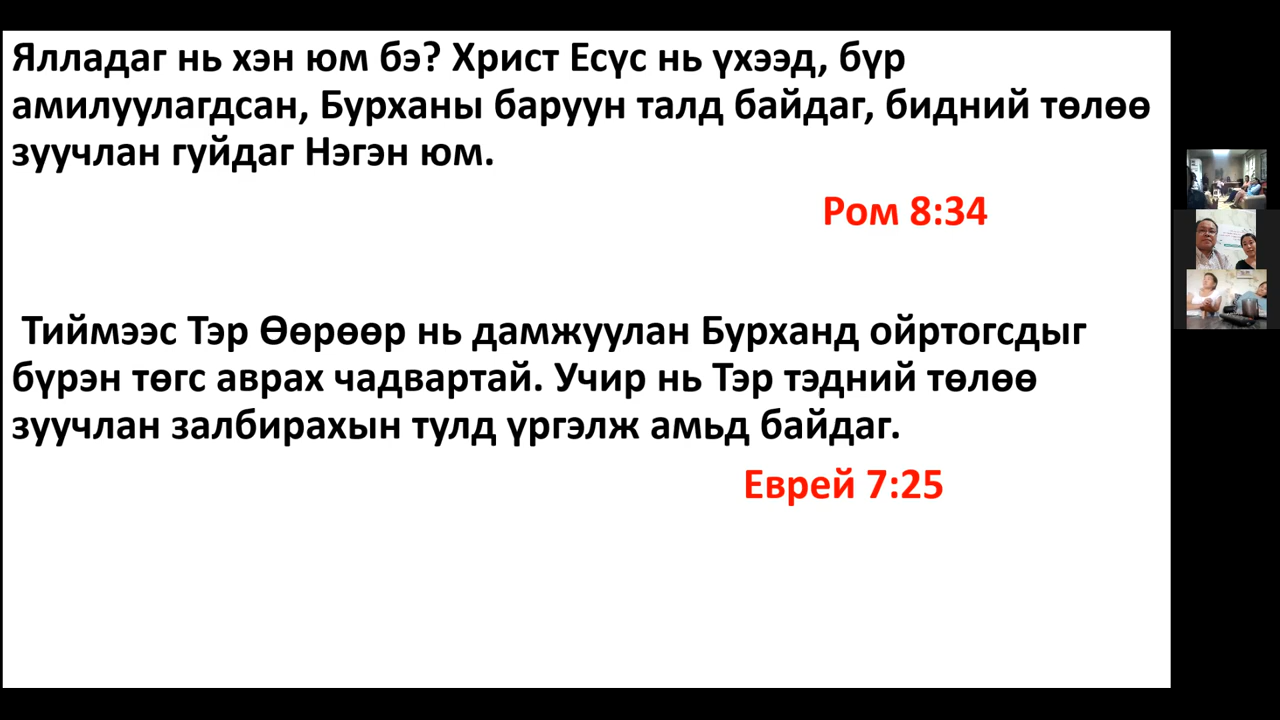 Ялладаг нь хэн юм бэ? Христ Есүс нь үхээд, бүр
амилуулагдсан, Бурханы баруун талд байдаг, бидний төлөө
зуучлан гуйдаг Нэгэн юм.
Ром 8:34
Тиймээс Тэр Өөрөөр нь дамжуулан Бурханд ойртогсдыг
бүрэн төгс аврах чадвартай. Учир нь Тэр тэдний төлөө
зуучлан залбирахын тулд үргэлж амьд байдаг.
Еврей 7:25